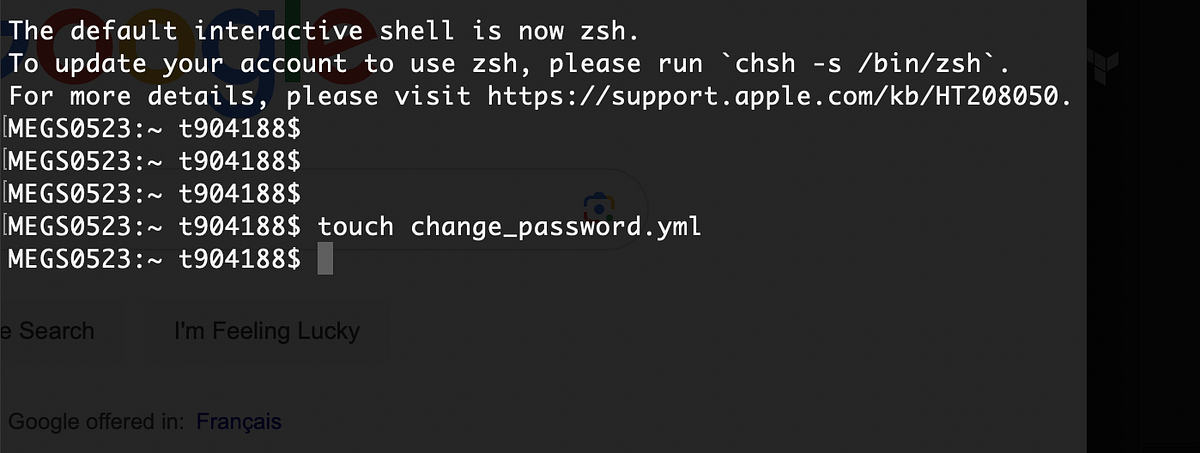 The default interactive shell is now zsh.
To update your account to use zsh, please run `chsh -s /bin/zsh`.
For more details, please visit https://support.apple.com/kb/HT208050.
[MEGS0523:~ t904188$
[MEGS0523:~ t904188$
[MEGS0523:~ t904188$
[MEGS0523:~ t904188$ touch change_password.yml
MEGS0523:~ t904188$
Google
e Search I'm Feeling Lucky
Google offered in: Français